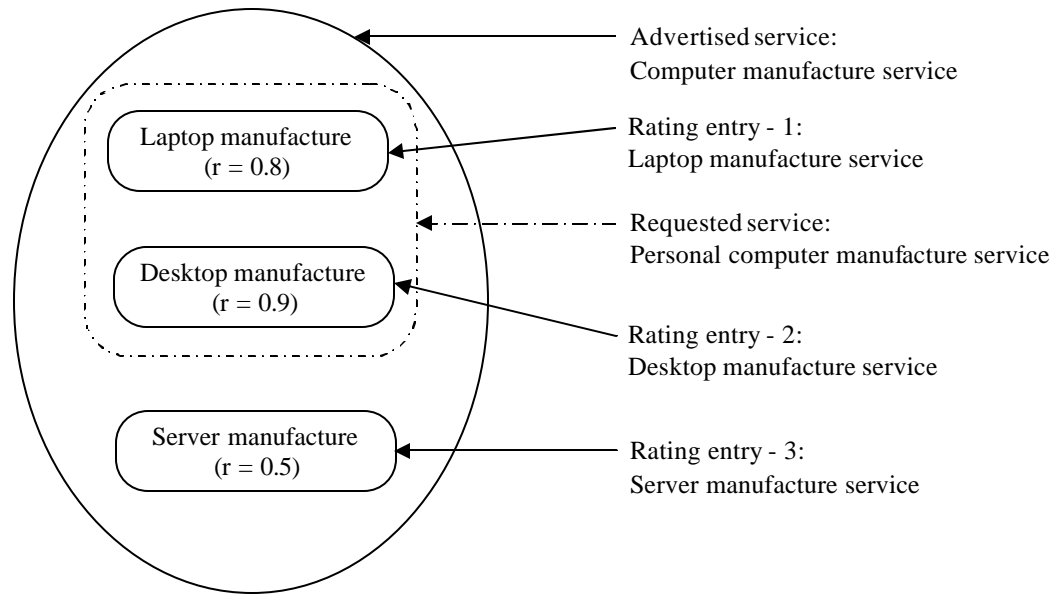 Advertised service:
Computer manufacture service
Laptop manufacture
(r = 0.8)
Rating entry - 1:
Laptop manufacture service
Requested service:
Personal computer manufacture service
Desktop manufacture
(r = 0.9)
Rating entry - 2:
Desktop manufacture service
Server manufacture
(r = 0.5)
Rating entry - 3:
Server manufacture service